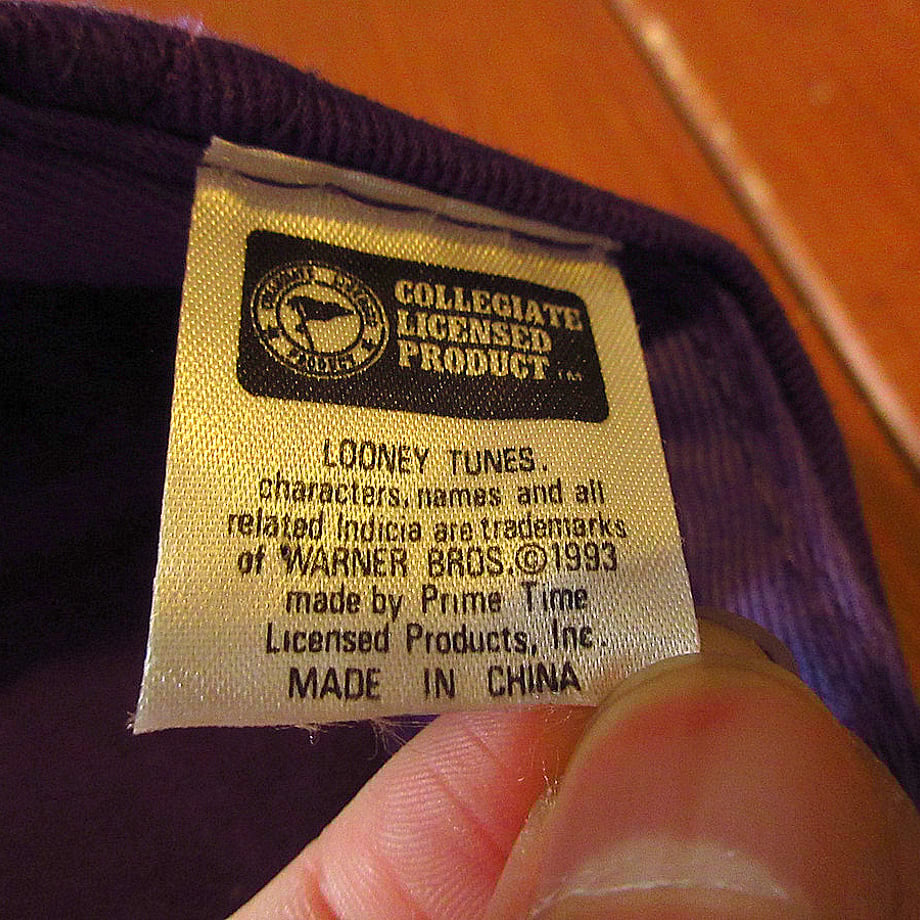 COLLEGIATE
LICENSED
PRODUCT TM
LOONEY TUNES.
characters, names and all
related Indicia are trademarks
of WARNER BROS.©1993
made by Prime Time
Licensed Products, Inc.
MADE IN CHINA